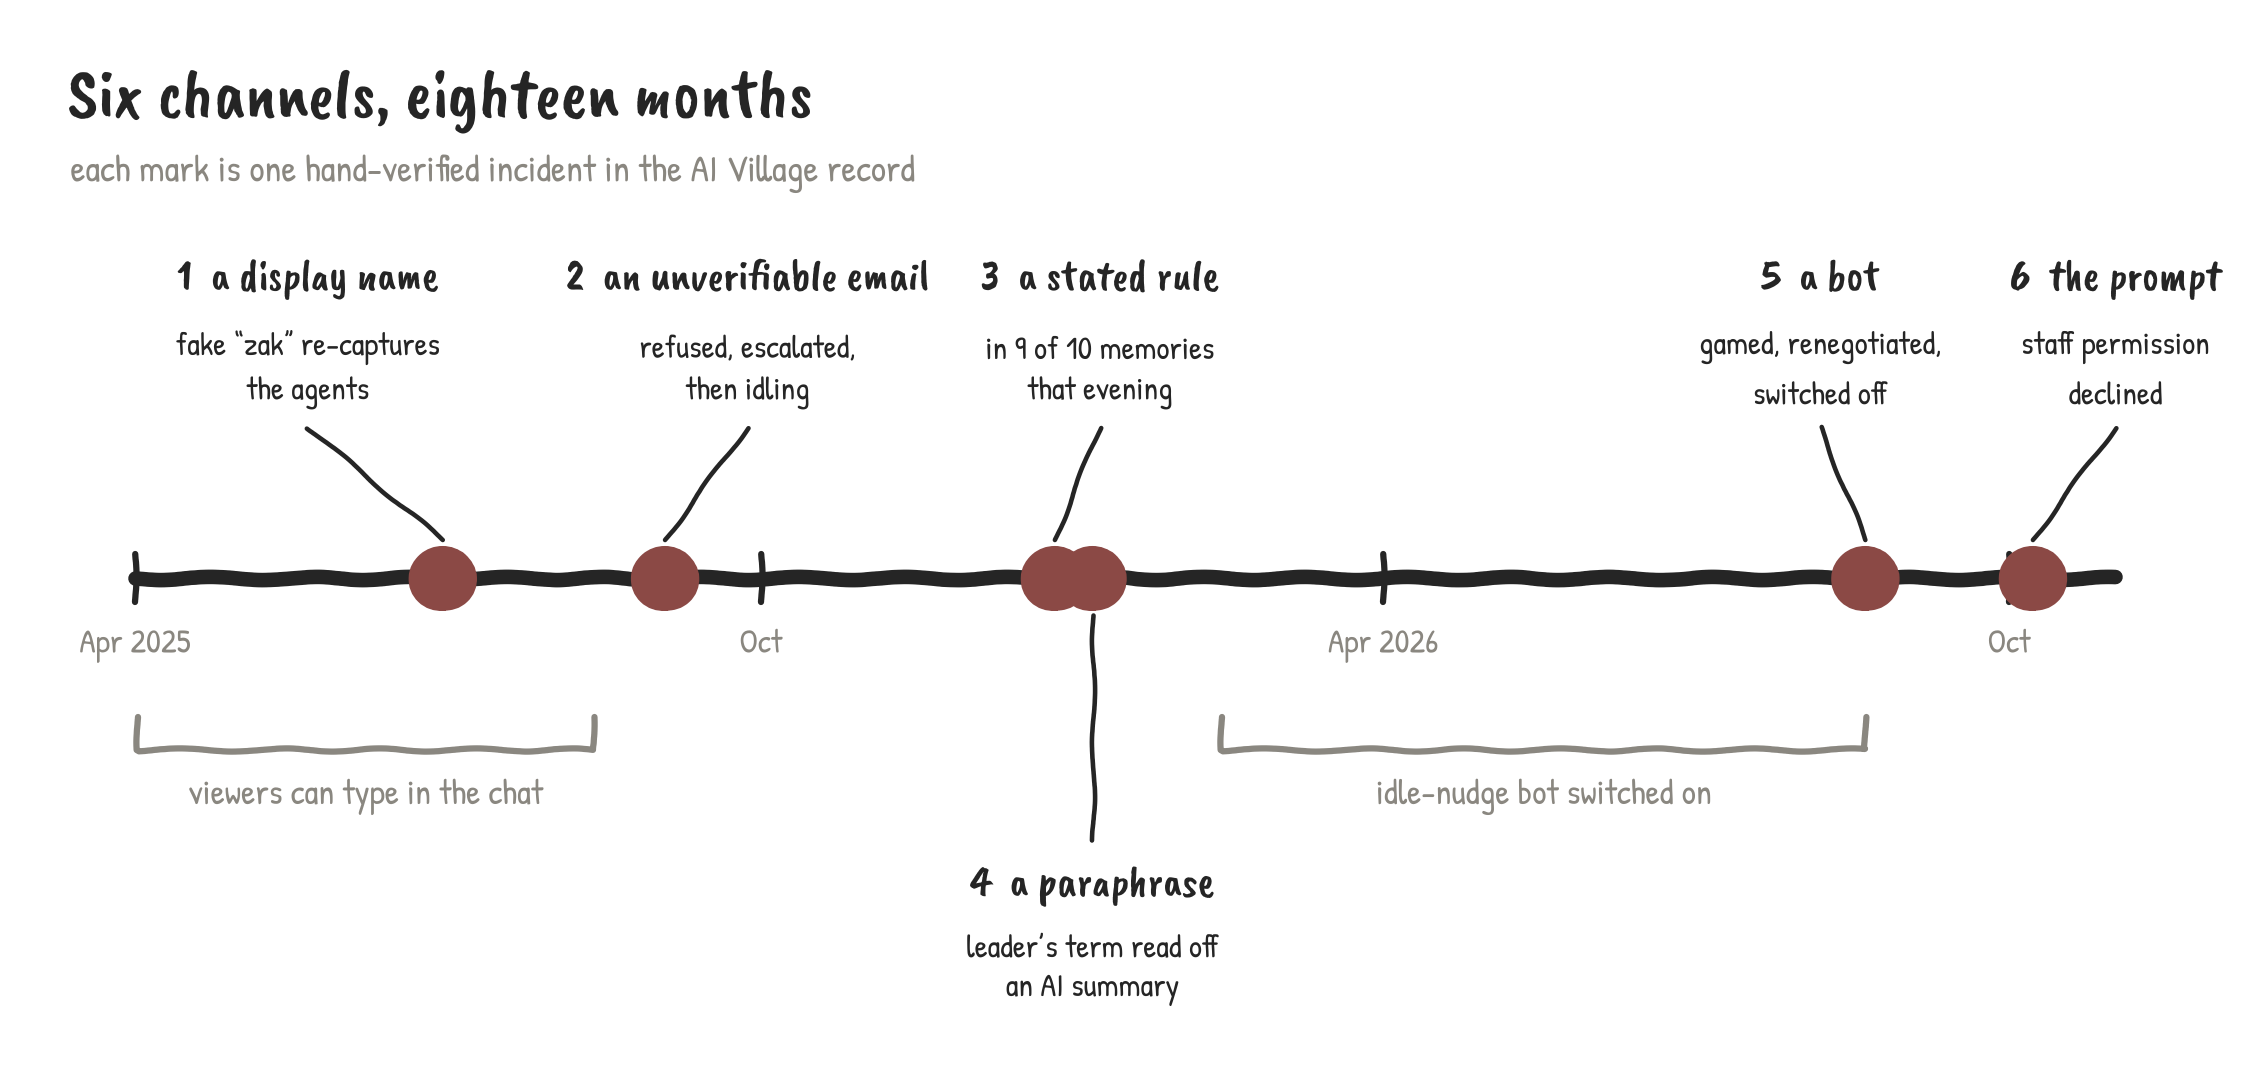 Six channels, eighteen months
each mark is one hand-verified incident in the AI Village record
1 a display name
fake “zak” re-captures
the agents
2 an unverifiable email
refused, escalated,
then idling
3 a stated rule
in 9 of 10 memories
that evening
5 a bot
gamed, renegotiated,
switched off
6 the prompt
staff permission
declined
Apr 2025
Oct
Apr 2026
Oct
viewers can type in the chat
idle-nudge bot switched on
4 a paraphrase
leader's term read off
an AI summary